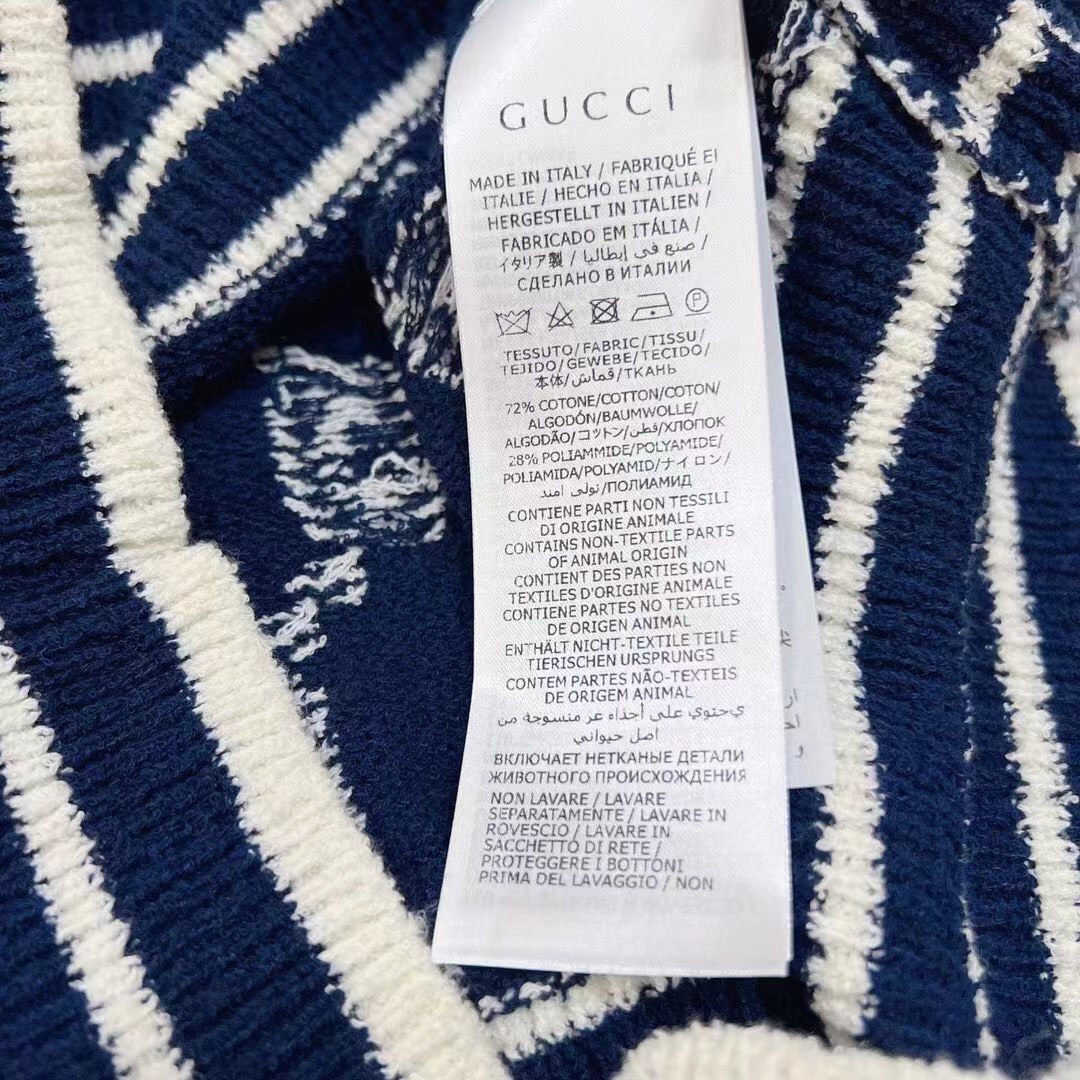 GUCCI
MADE IN ITALY / FABRIQUÉ EI
ITALIE / HECHO EN ITALIA /
HERGESTELLT IN ITALIEN /
FABRICADO EM ITÁLIA /
イタリア製 / صنع في إيطاليا /
СДЕЛАНО В ИТАЛИИ
TESSUTO/FABRIC/TISSU/
TEJIDO/GEWEBE/TECIDO/
本体/قماش/ТКАНЬ
72% COTONE/COTTON/COTON/
ALGODÓN/BAUMWOLLE/
ALGODÃO/コットン/قطن/ХЛОПОК
28% POLIAMMIDE/POLYAMIDE/
POLIAMIDA/POLYAMID/ナイロン/
تولى امند/ПОЛИАМИД
CONTIENE PARTI NON TESSILI
DI ORIGINE ANIMALE
CONTAINS NON-TEXTILE PARTS
OF ANIMAL ORIGIN
CONTIENT DES PARTIES NON
TEXTILES D'ORIGINE ANIMALE
CONTIENE PARTES NO TEXTILES
DE ORIGEN ANIMAL
ENTHÄLT NICHT-TEXTILE TEILE
TIERISCHEN URSPRUNGS
CONTEM PARTES NÃO-TEXTEIS
DE ORIGEM ANIMAL
يحتوي على أجذاه غر منسوجة من
اصل حيواني
ВКЛЮЧАЕТ НЕТКАНЫЕ ДЕТАЛИ
ЖИВОТНОГО ПРОИСХОЖДЕНИЯ
NON LAVARE / LAVARE
SEPARATAMENTE / LAVARE IN
ROVESCIO / LAVARE IN
SACCHETTO DI RETE /
PROTEGGERE I BOTTONI
PRIMA DEL LAVAGGIO / NON